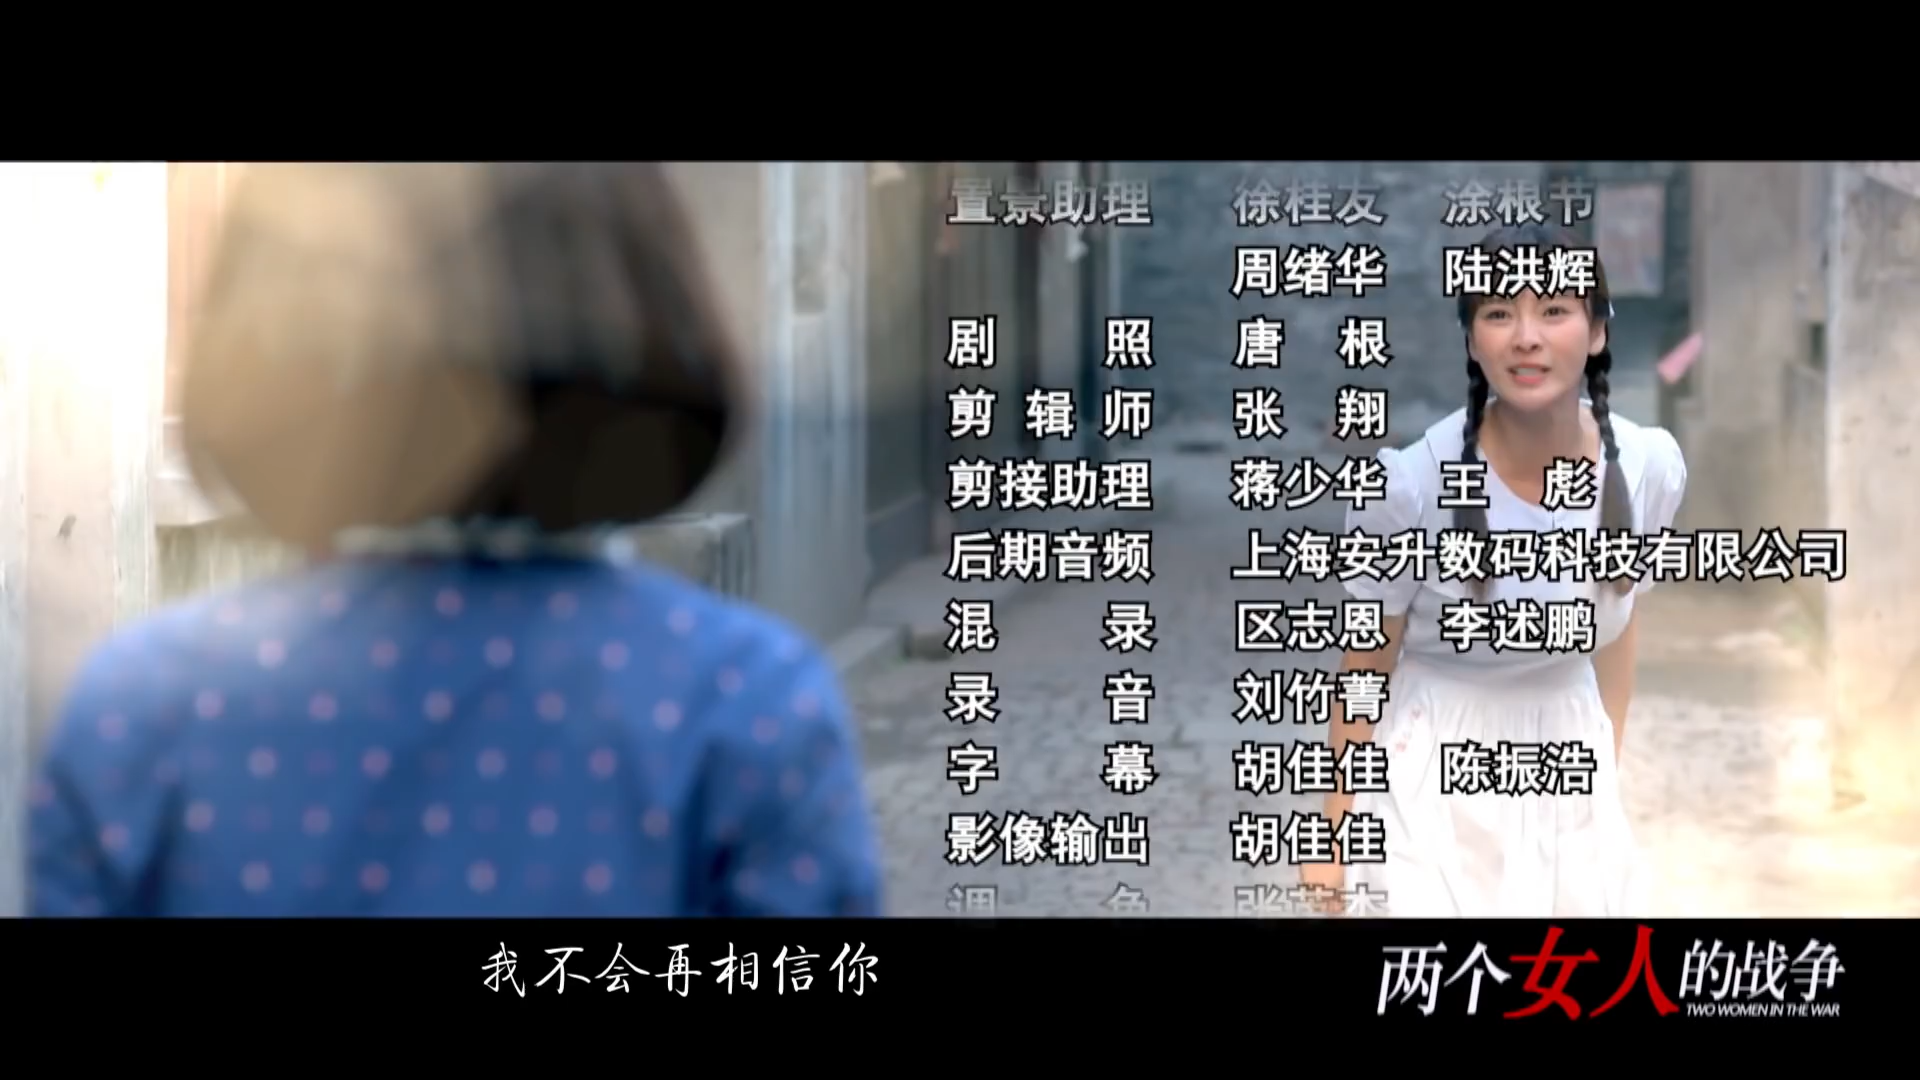 置景助理 徐桂友 涂根节
周绪华 陆洪辉
剧照 唐根
剪辑师 张翔
剪接助理 蒋少华 王彪
后期音频 上海安升数码科技有限公司
混录 区志恩 李述鹏
录音 刘竹菁
字幕 胡佳佳 陈振浩
影像输出 胡佳佳
调色
我不会再相信你
两个女人的战争
TWO WOMEN IN THE WAR